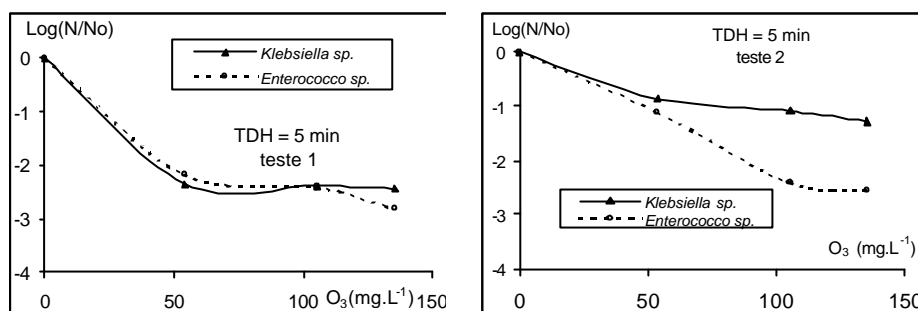 Log(N/No)
Klebsiella sp.
Enterococo sp.
TDH = 5 min
teste 1
0
-1
-2
-3
-4
0
50
100
O₃(mg.L⁻¹)
150
Log(N/No)
TDH = 5 min
teste 2
Klebsiella sp.
Enterococco sp.
O₃ (mg.L⁻¹)
0
-1
-2
-3
-4
0
50
100
150